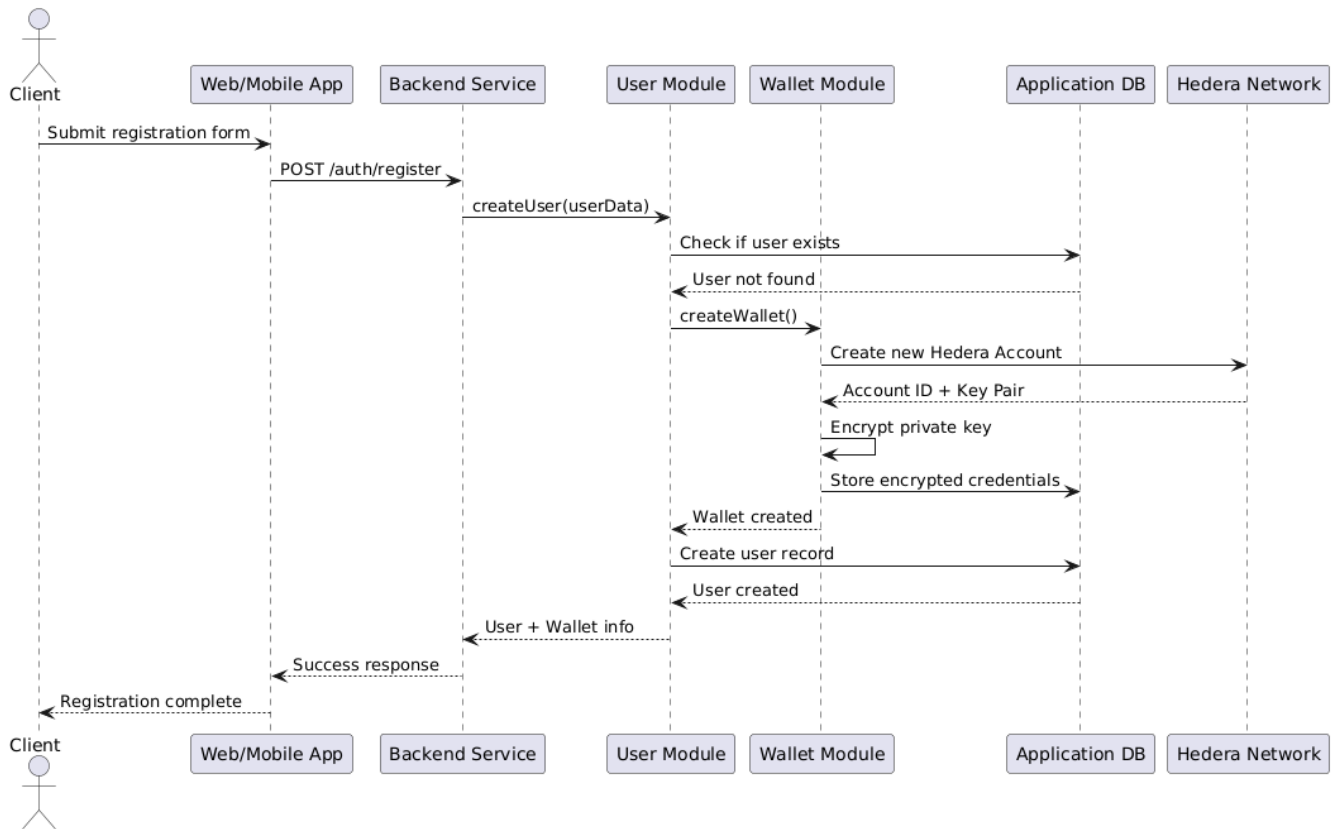 Client
Web/Mobile App
Backend Service
User Module
Wallet Module
Application DB
Hedera Network
Submit registration form
POST /auth/register
createUser(userData)
Check if user exists
User not found
createWallet()
Create new Hedera Account
Account ID + Key Pair
Encrypt private key
Store encrypted credentials
Wallet created
Create user record
User created
User + Wallet info
Success response
Registration complete
Client
Web/Mobile App
Backend Service
User Module
Wallet Module
Application DB
Hedera Network